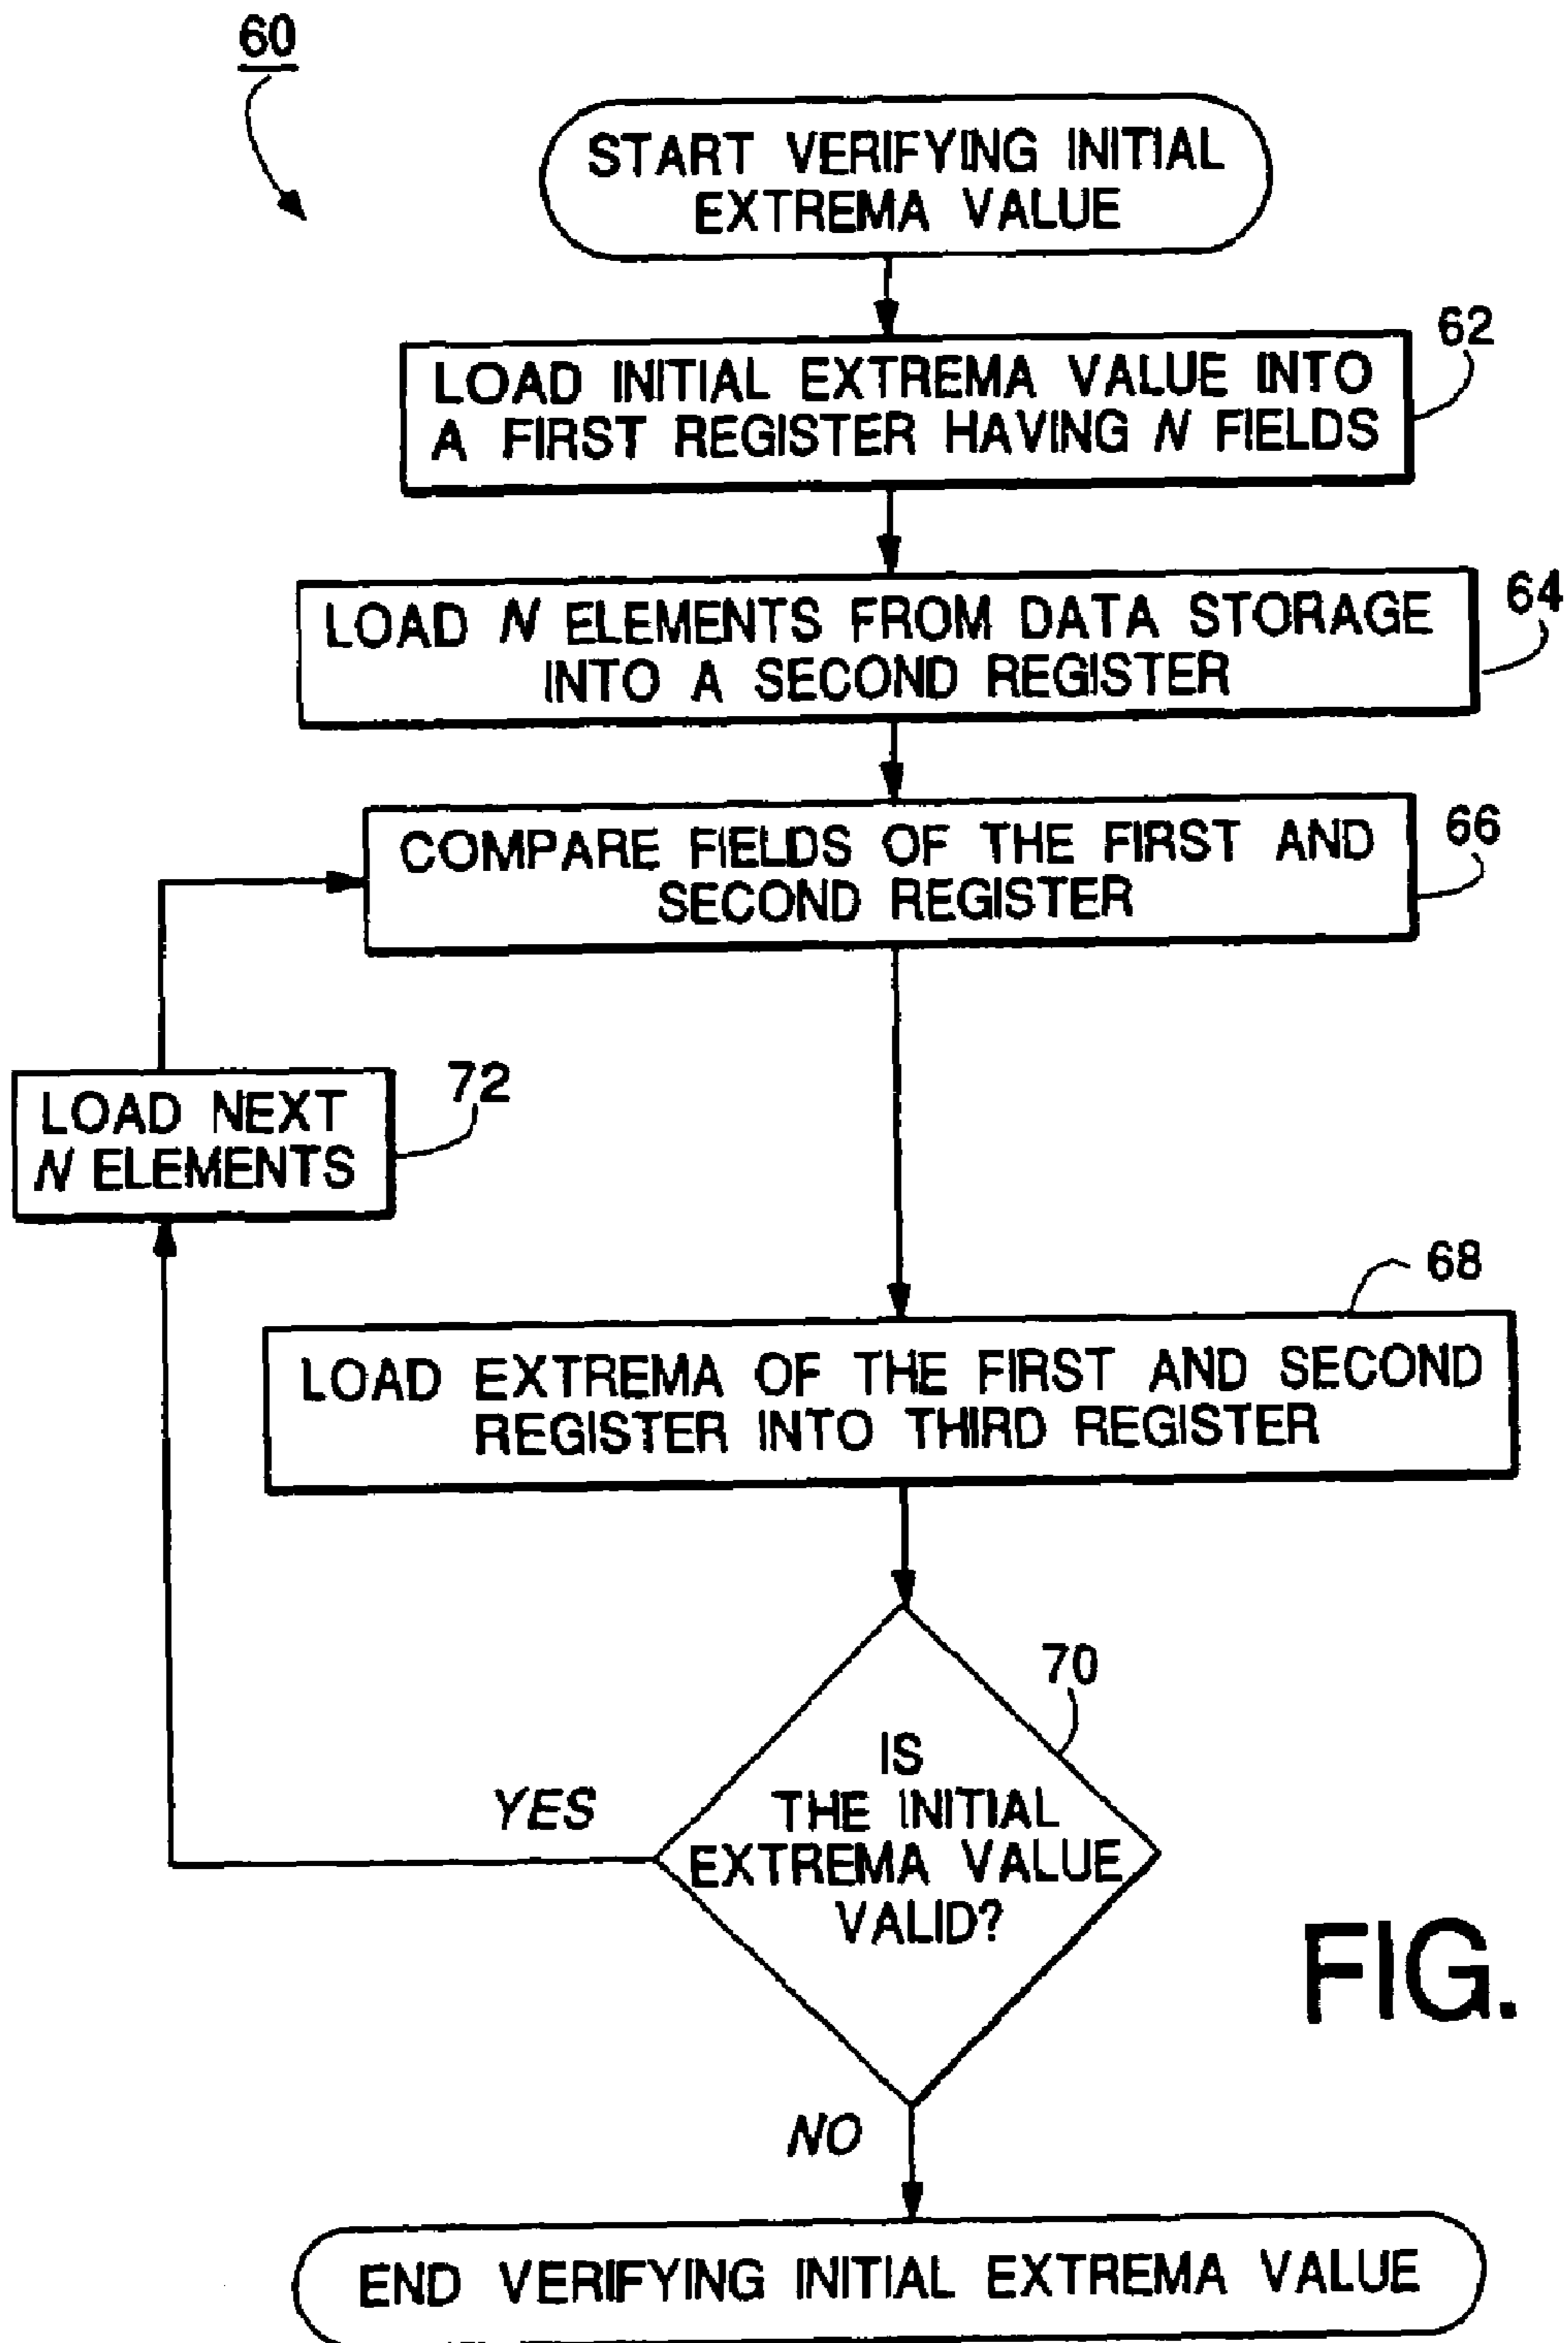 60
START VERIFYING INITIAL
EXTREMA VALUE
62
LOAD INITIAL EXTREMA VALUE INTO
A FIRST REGISTER HAVING N FIELDS
64
LOAD N ELEMENTS FROM DATA STORAGE
INTO A SECOND REGISTER
66
COMPARE FIELDS OF THE FIRST AND
SECOND REGISTER
72
LOAD NEXT
N ELEMENTS
68
LOAD EXTREMA OF THE FIRST AND SECOND
REGISTER INTO THIRD REGISTER
70
IS
THE INITIAL
EXTREMA VALUE
VALID?
YES
NO
FIG.
END VERIFYING INITIAL EXTREMA VALUE